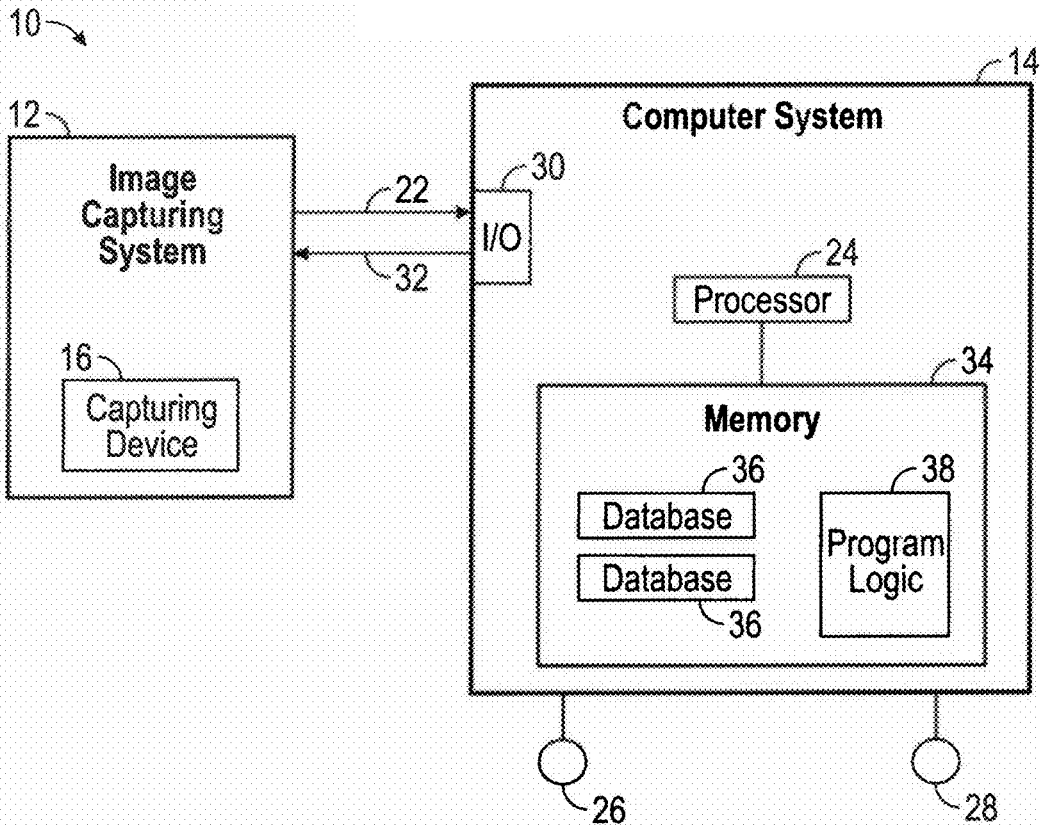 10
12
Image
Capturing
System
16
Capturing
Device
22
32
14
Computer System
30
I/O
24
Processor
34
Memory
36
Database
Database
36
38
Program
Logic
26
28